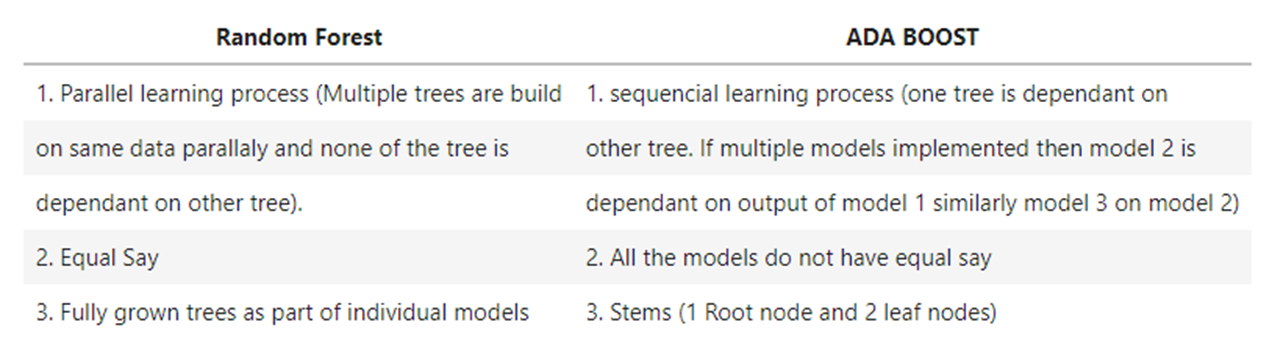 Random Forest
ADA BOOST
1. Parallel learning process (Multiple trees are build
1. sequencial learning process (one tree is dependant on
on same data parallaly and none of the tree is
other tree. If multiple models implemented then model 2 is
dependant on other tree).
dependant on output of model 1 similarly model 3 on model 2)
2. Equal Say
2. All the models do not have equal say
3. Fully grown trees as part of individual models
3. Stems (1 Root node and 2 leaf nodes)